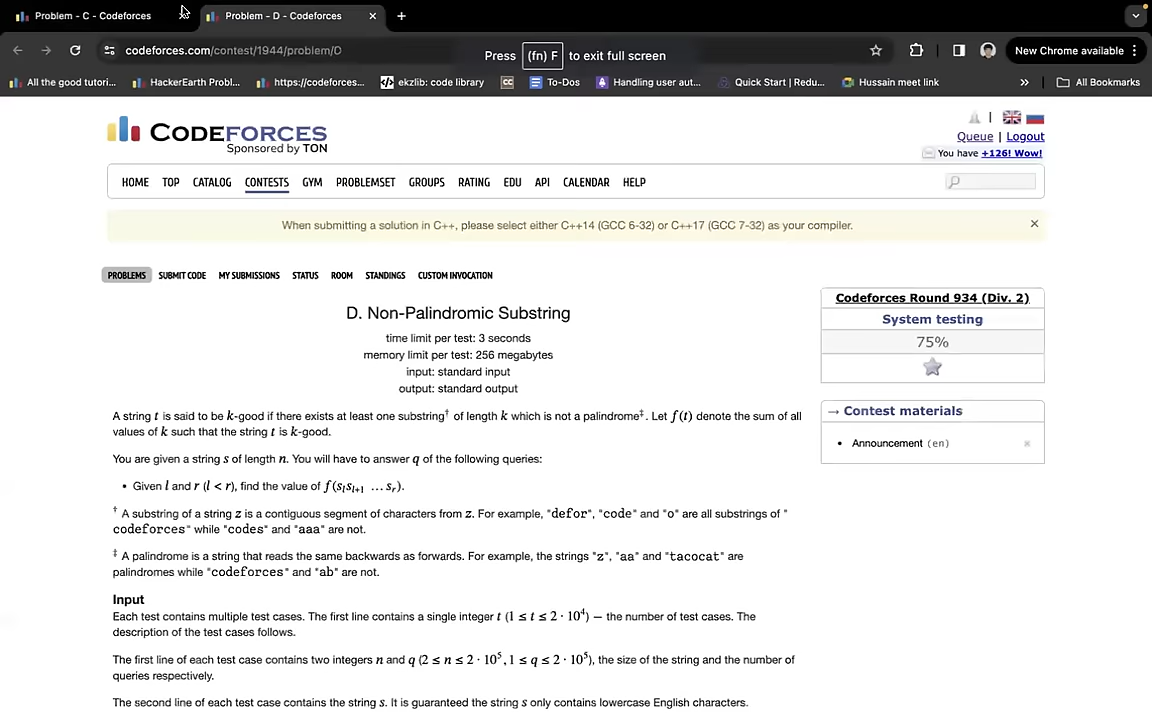 Problem - C - Codeforces
Problem - D - Codeforces
codeforces.com/contest/1944/problem/D
Press (fn) F to exit full screen
New Chrome available
All the good tutori...
HackerEarth Probl...
https://codeforces...
ekzlib: code library
CC
To-Dos
Handling user aut...
Quick Start | Redu...
Hussain meet link
»
All Bookmarks
CODEFORCES
Sponsored by TON
Queue | Logout
You have +126! Wow!
HOME TOP CATALOG CONTESTS GYM PROBLEMSET GROUPS RATING EDU API CALENDAR HELP
When submitting a solution in C++, please select either C++14 (GCC 6-32) or C++17 (GCC 7-32) as your compiler.
PROBLEMS SUBMIT CODE MY SUBMISSIONS STATUS ROOM STANDINGS CUSTOM INVOCATION
D. Non-Palindromic Substring
time limit per test: 3 seconds
memory limit per test: 256 megabytes
input: standard input
output: standard output
A string t is said to be k-good if there exists at least one substring† of length k which is not a palindrome‡. Let f(t) denote the sum of all
values of k such that the string t is k-good.
You are given a string s of length n. You will have to answer q of the following queries:
• Given l and r (l < r), find the value of f(sₗsₗ₊₁ … sᵣ).
† A substring of a string z is a contiguous segment of characters from z. For example, "defor", "code" and "o" are all substrings of "
codeforces" while "codes" and "aaa" are not.
‡ A palindrome is a string that reads the same backwards as forwards. For example, the strings "z", "aa" and "tacocat" are
palindromes while "codeforces" and "ab" are not.
Input
Each test contains multiple test cases. The first line contains a single integer t (1 ≤ t ≤ 2 · 10⁴) — the number of test cases. The
description of the test cases follows.
The first line of each test case contains two integers n and q (2 ≤ n ≤ 2 · 10⁵, 1 ≤ q ≤ 2 · 10⁵), the size of the string and the number of
queries respectively.
The second line of each test case contains the string s. It is guaranteed the string s only contains lowercase English characters.
Codeforces Round 934 (Div. 2)
System testing
75%
→ Contest materials
• Announcement (en)